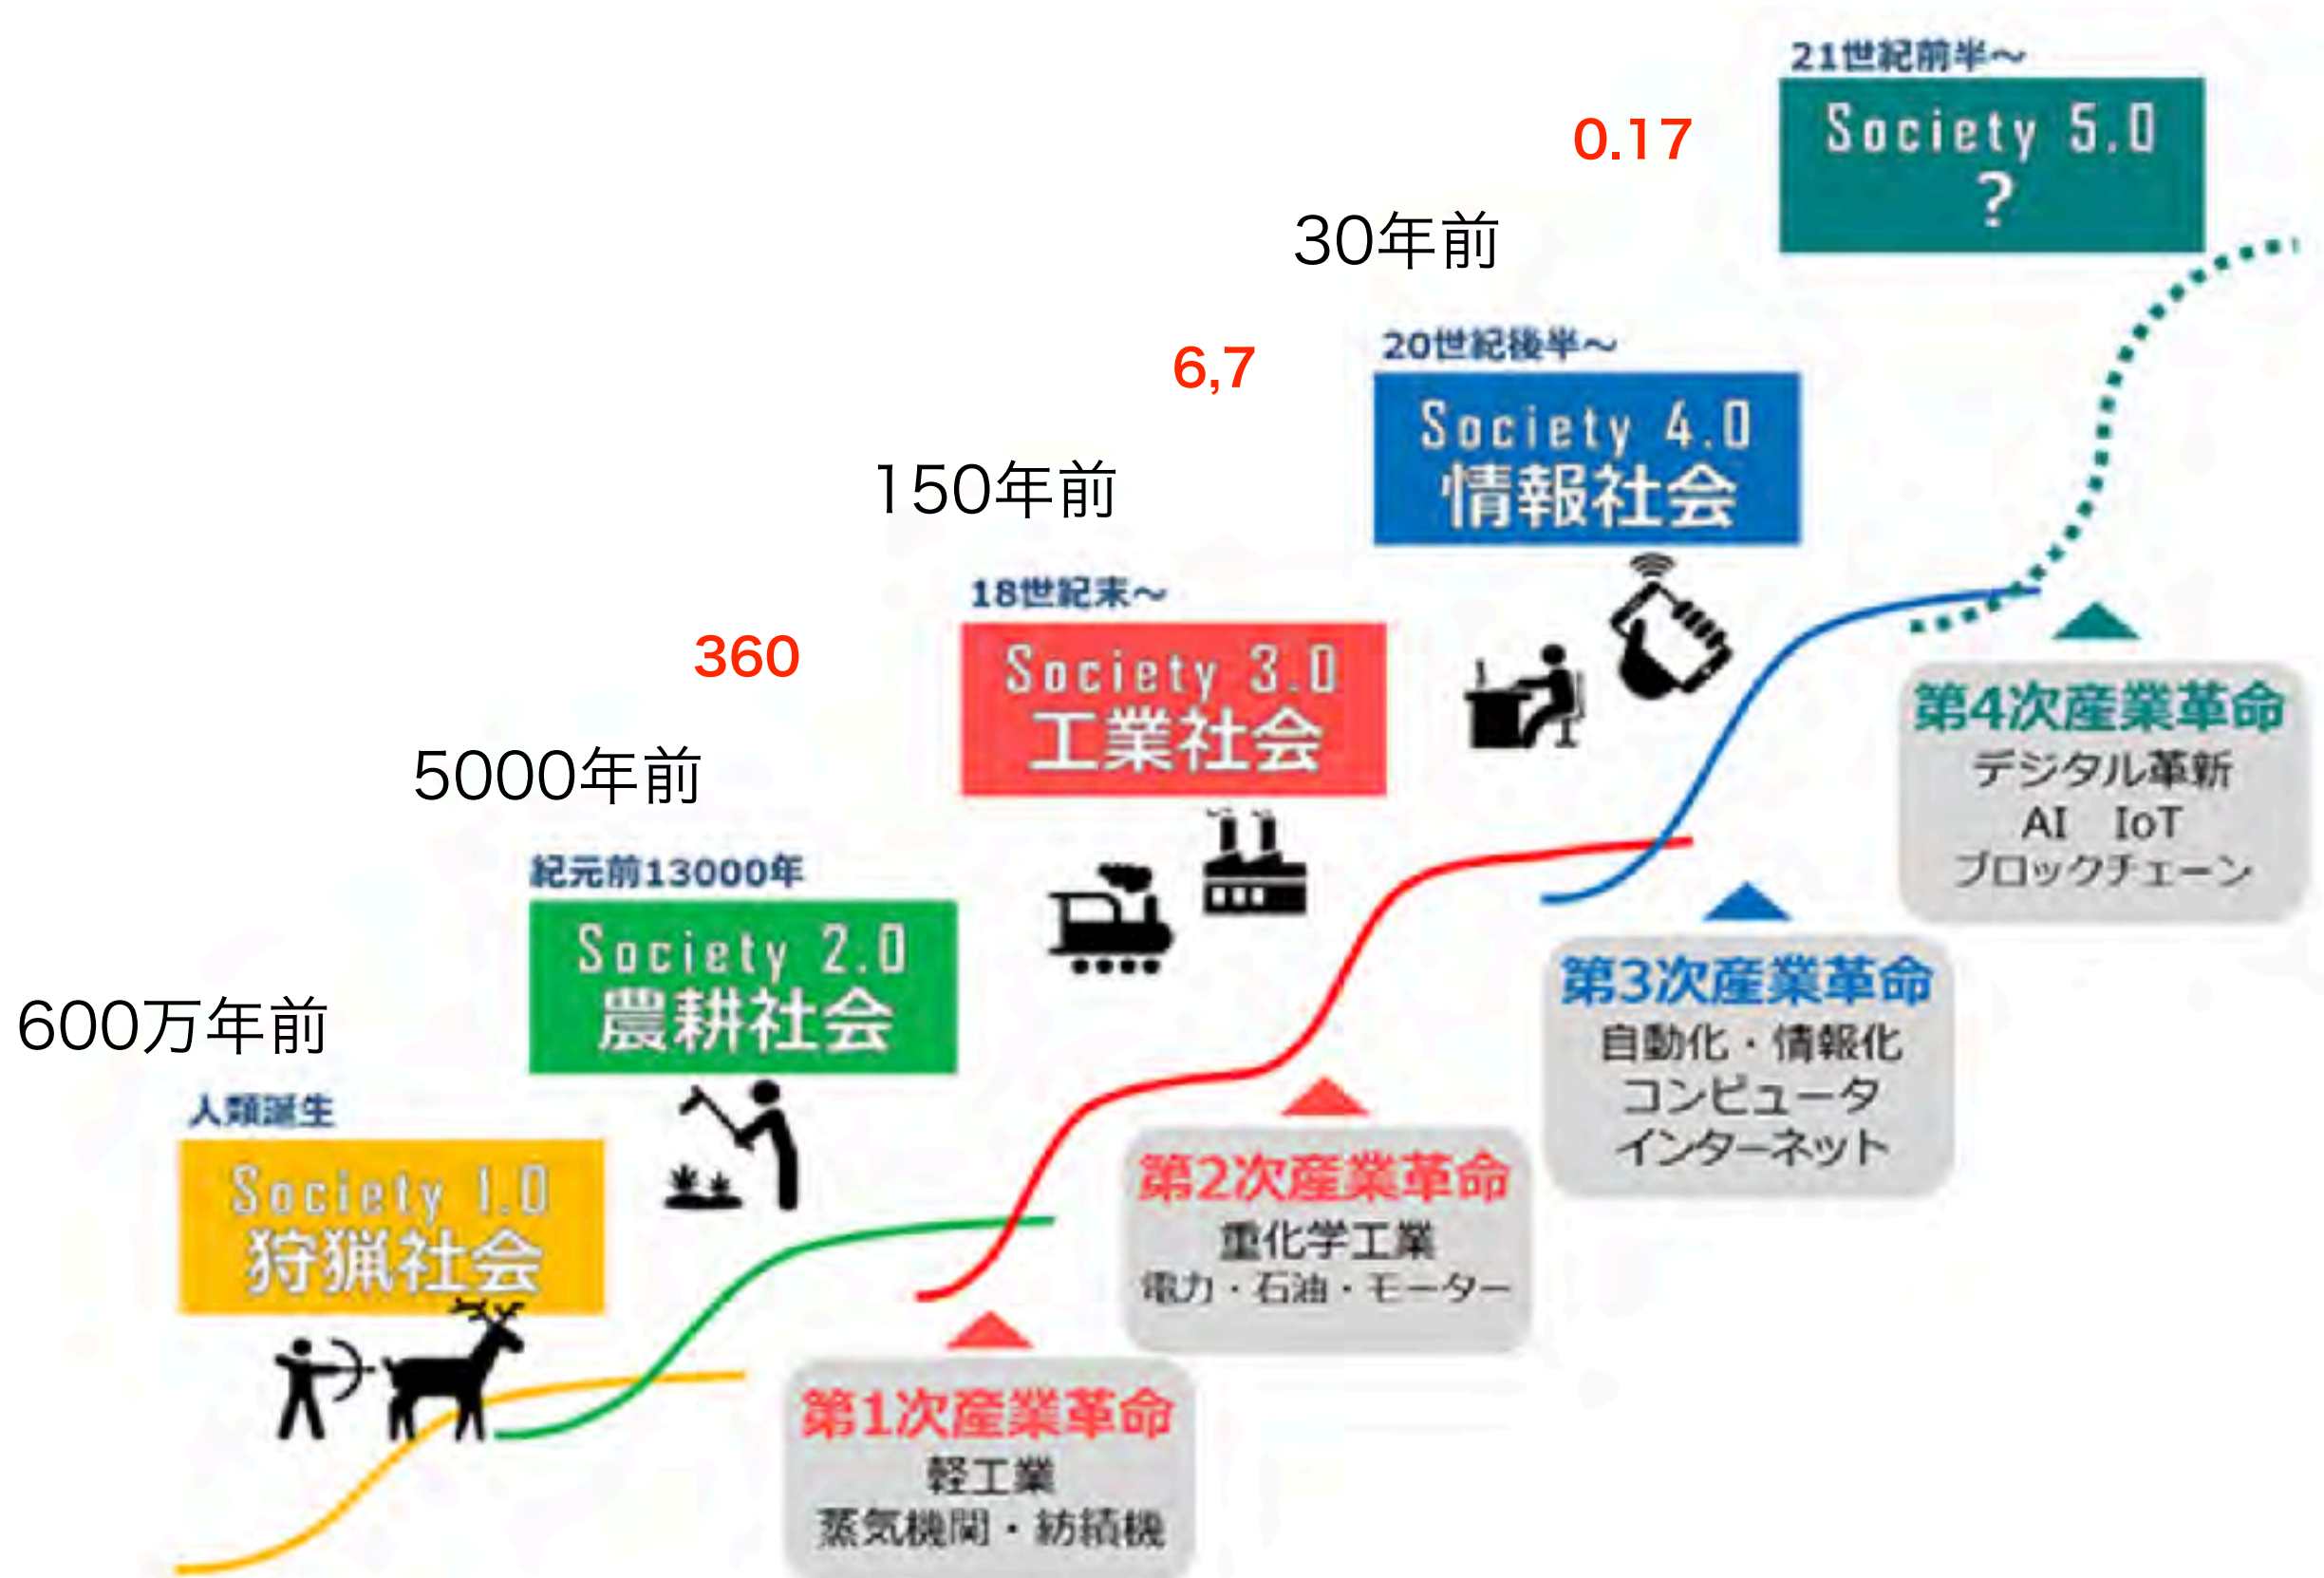 21世紀前半～
Society 5.0
?
0.17
30年前
20世紀後半～
Society 4.0
情報社会
6,7
150年前
18世紀末～
Society 3.0
工業社会
360
5000年前
紀元前13000年
Society 2.0
農耕社会
600万年前
人類誕生
Society 1.0
狩猟社会
第1次産業革命
軽工業
蒸気機関・紡績機
第2次産業革命
重化学工業
電力・石油・モーター
第3次産業革命
自動化・情報化
コンピュータ
インターネット
第4次産業革命
デジタル革新
AI IoT
ブロックチェーン